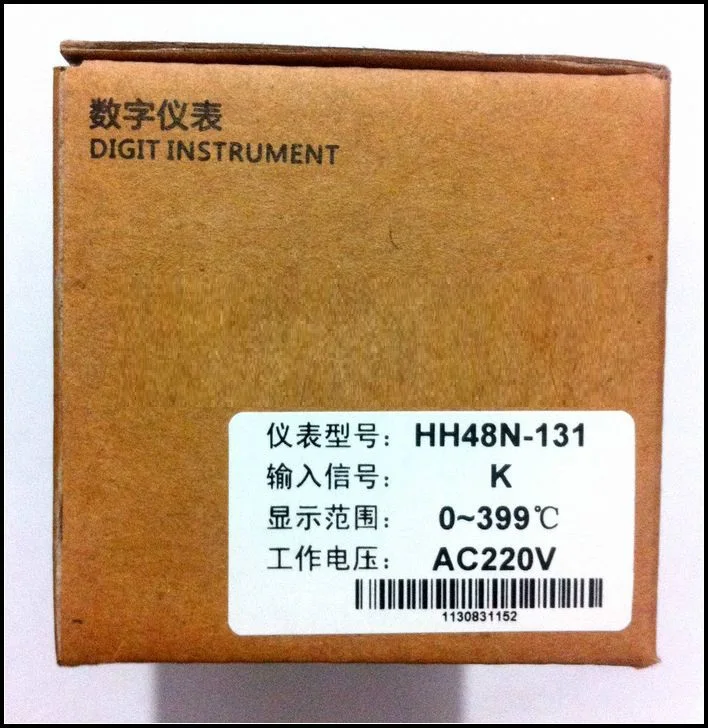 数字仪表
DIGIT INSTRUMENT
仪表型号: HH48N-131
输入信号: K
显示范围: 0~399℃
工作电压: AC220V
1130831152